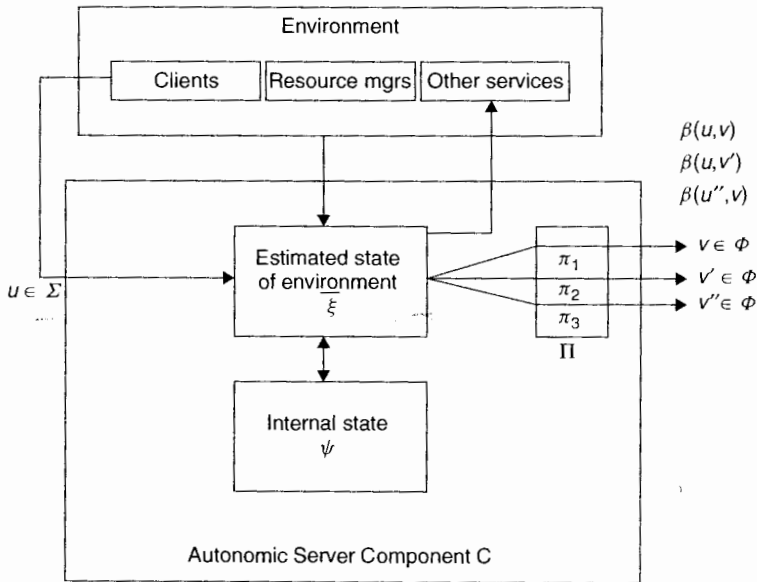 Environment
Clients
Resource mgrs
Other services
β(u,v)
β(u,v′)
β(u″,v)
Estimated state
of environment
ξ̅
π₁
π₂
π₃
Π
v ∈ Φ
v′ ∈ Φ
v″ ∈ Φ
u ∈ Σ
Internal state
ψ
Autonomic Server Component C